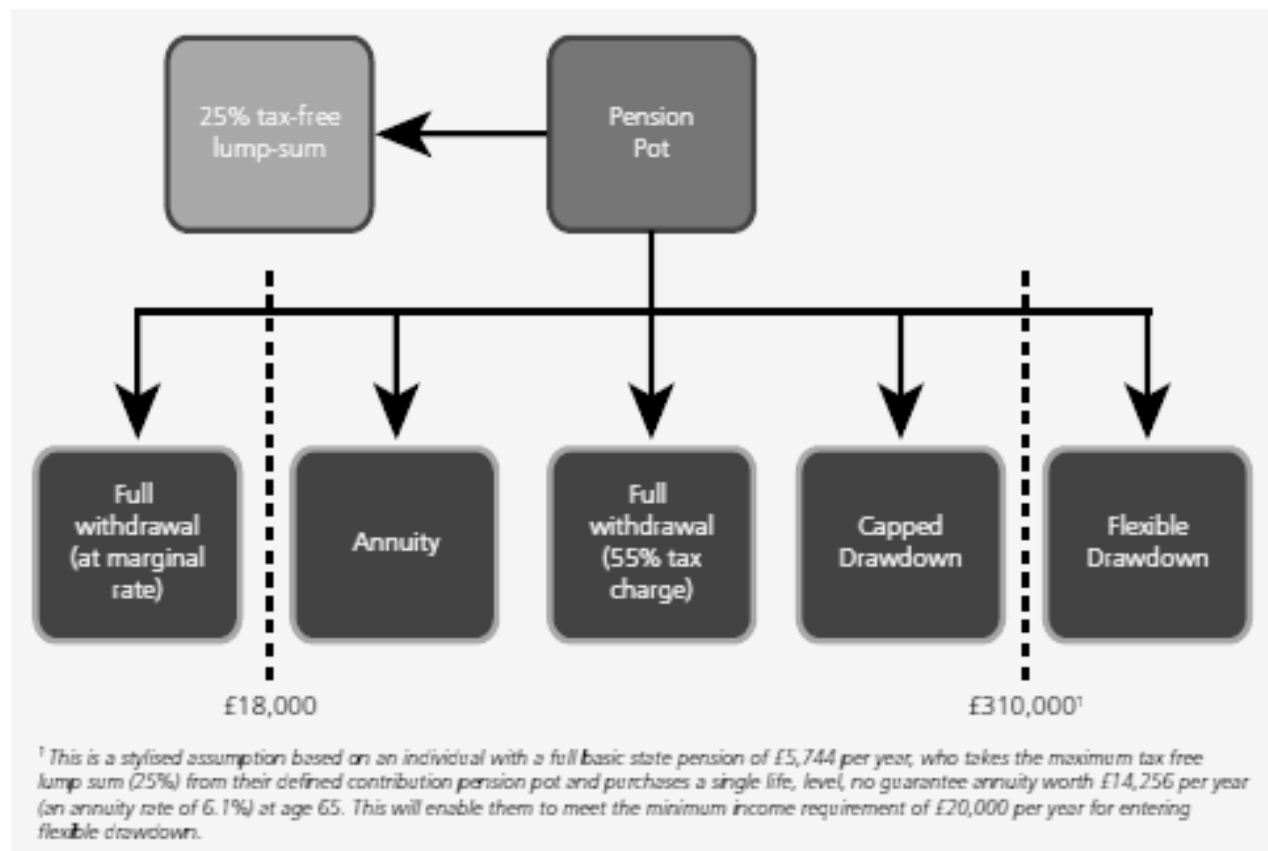 25% tax-free
lump-sum
Pension
Pot
Full
withdrawal
(at marginal
rate)
Annuity
Full
withdrawal
(55% tax
charge)
Capped
Drawdown
Flexible
Drawdown
£18,000
£310,000¹
¹ This is a stylised assumption based on an individual with a full basic state pension of £5,744 per year, who takes the maximum tax free
lump sum (25%) from their defined contribution pension pot and purchases a single life, level, no guarantee annuity worth £14,256 per year
(an annuity rate of 6.1%) at age 65. This will enable them to meet the minimum income requirement of £20,000 per year for entering
flexible drawdown.